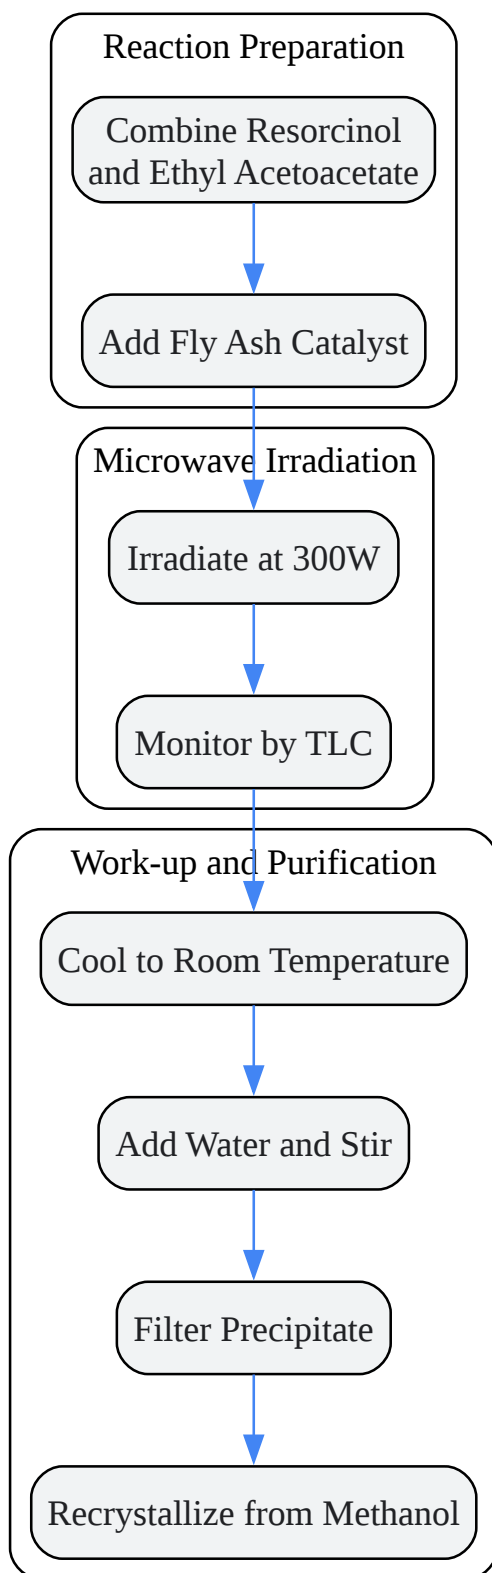 Reaction Preparation
Combine Resorcinol
and Ethyl Acetoacetate
Add Fly Ash Catalyst
Microwave Irradiation
Irradiate at 300W
Monitor by TLC
Work-up and Purification
Cool to Room Temperature
Add Water and Stir
Filter Precipitate
Recrystallize from Methanol